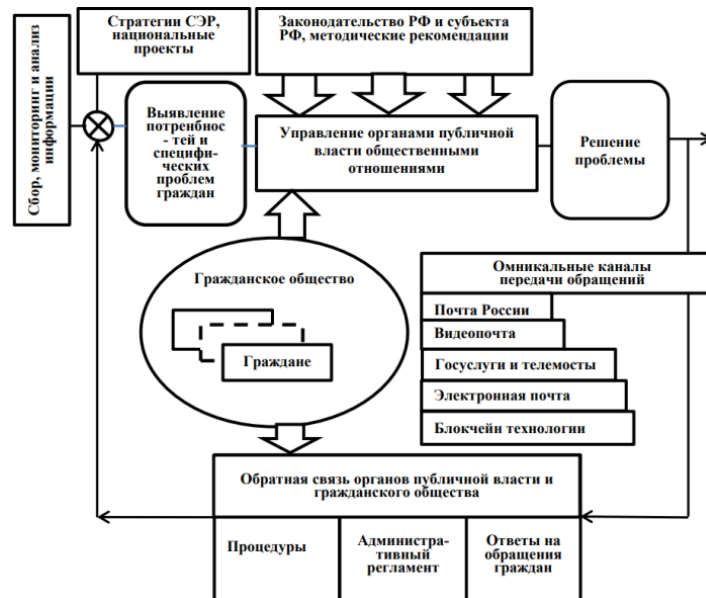 Стратегии СЭР,
национальные
проекты
Законодательство РФ и субъекта
РФ, методические рекомендации
Сбор, мониторинг и анализ
информации
Выявление
потренбнос
- тей и
специфи-
ческих
проблем
граждан
Управление органами публичной
власти общественными
отношениями
Решение
проблемы
Гражданское общество
Граждане
Омникальные каналы
передачи обращений
Почта России
Видеопочта
Госуслуги и телемосты
Электронная почта
Блокчейн технологии
Обратная связь органов публичной власти и
гражданского общества
Процедуры
Административный
регламент
Ответы на
обращения
граждан